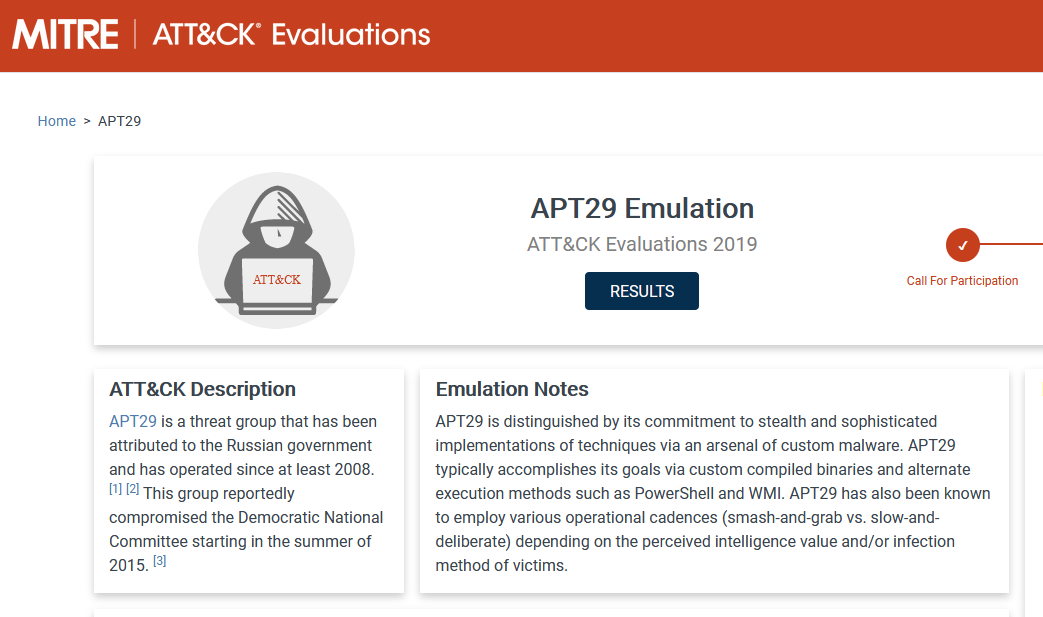 MITRE | ATT&CK® Evaluations
Home > APT29
ATT&CK
APT29 Emulation
ATT&CK Evaluations 2019
RESULTS
✓
Call For Participation
ATT&CK Description
APT29 is a threat group that has been
attributed to the Russian government
and has operated since at least 2008.
[1] [2] This group reportedly
compromised the Democratic National
Committee starting in the summer of
2015. [3]
Emulation Notes
APT29 is distinguished by its commitment to stealth and sophisticated
implementations of techniques via an arsenal of custom malware. APT29
typically accomplishes its goals via custom compiled binaries and alternate
execution methods such as PowerShell and WMI. APT29 has also been known
to employ various operational cadences (smash-and-grab vs. slow-and-
deliberate) depending on the perceived intelligence value and/or infection
method of victims.